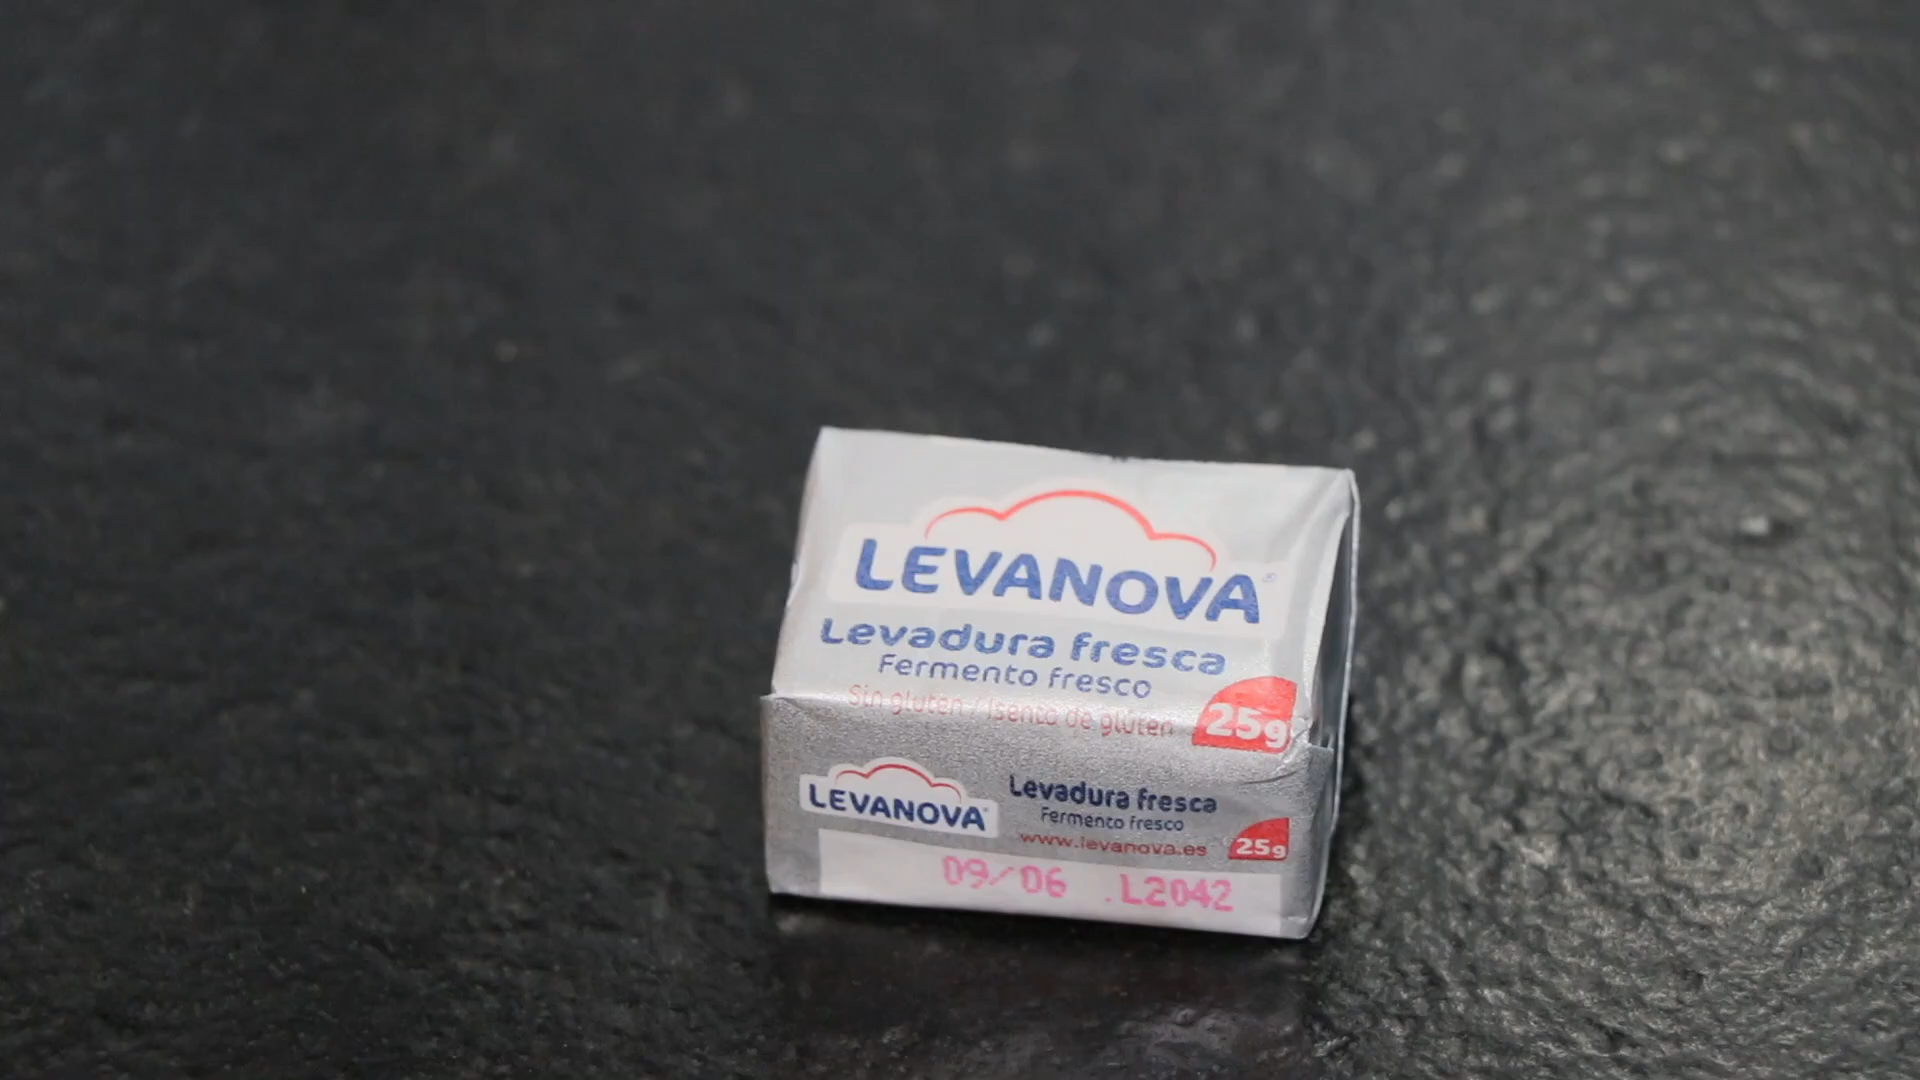 LEVANOVA®
Levadura fresca
Fermento fresco
Sin gluten / Isento de glúten
25g
LEVANOVA
Levadura fresca
Fermento fresco
www.levanova.es
25g
09/06 .L2042